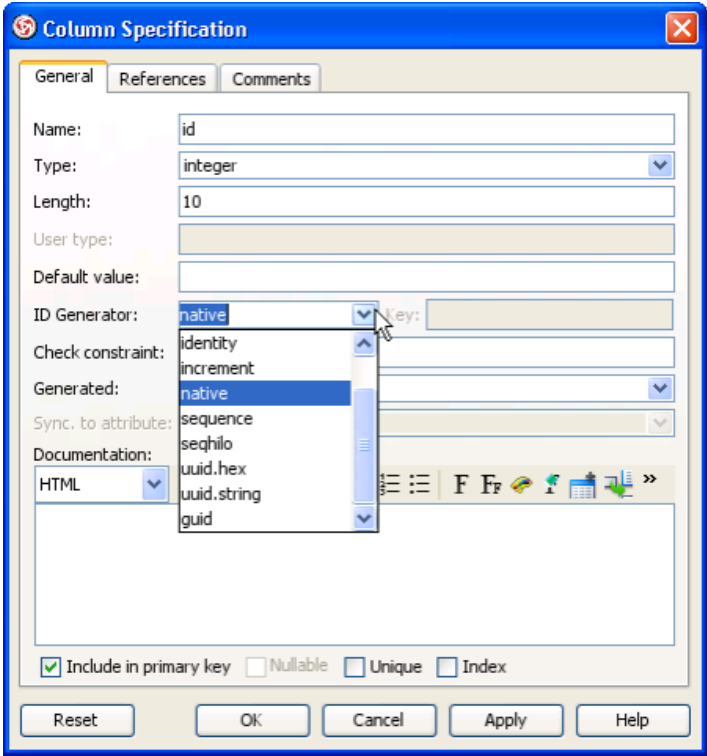 Column Specification
General References Comments
Name: id
Type: integer
Length: 10
User type:
Default value:
ID Generator: native Key:
identity
Check constraint:
increment
Generated: native
sequence
Sync. to attribute:
seqhilo
Documentation:
uuid.hex
HTML
uuid.string
F FF »
guid
Include in primary key Nullable Unique Index
Reset OK Cancel Apply Help